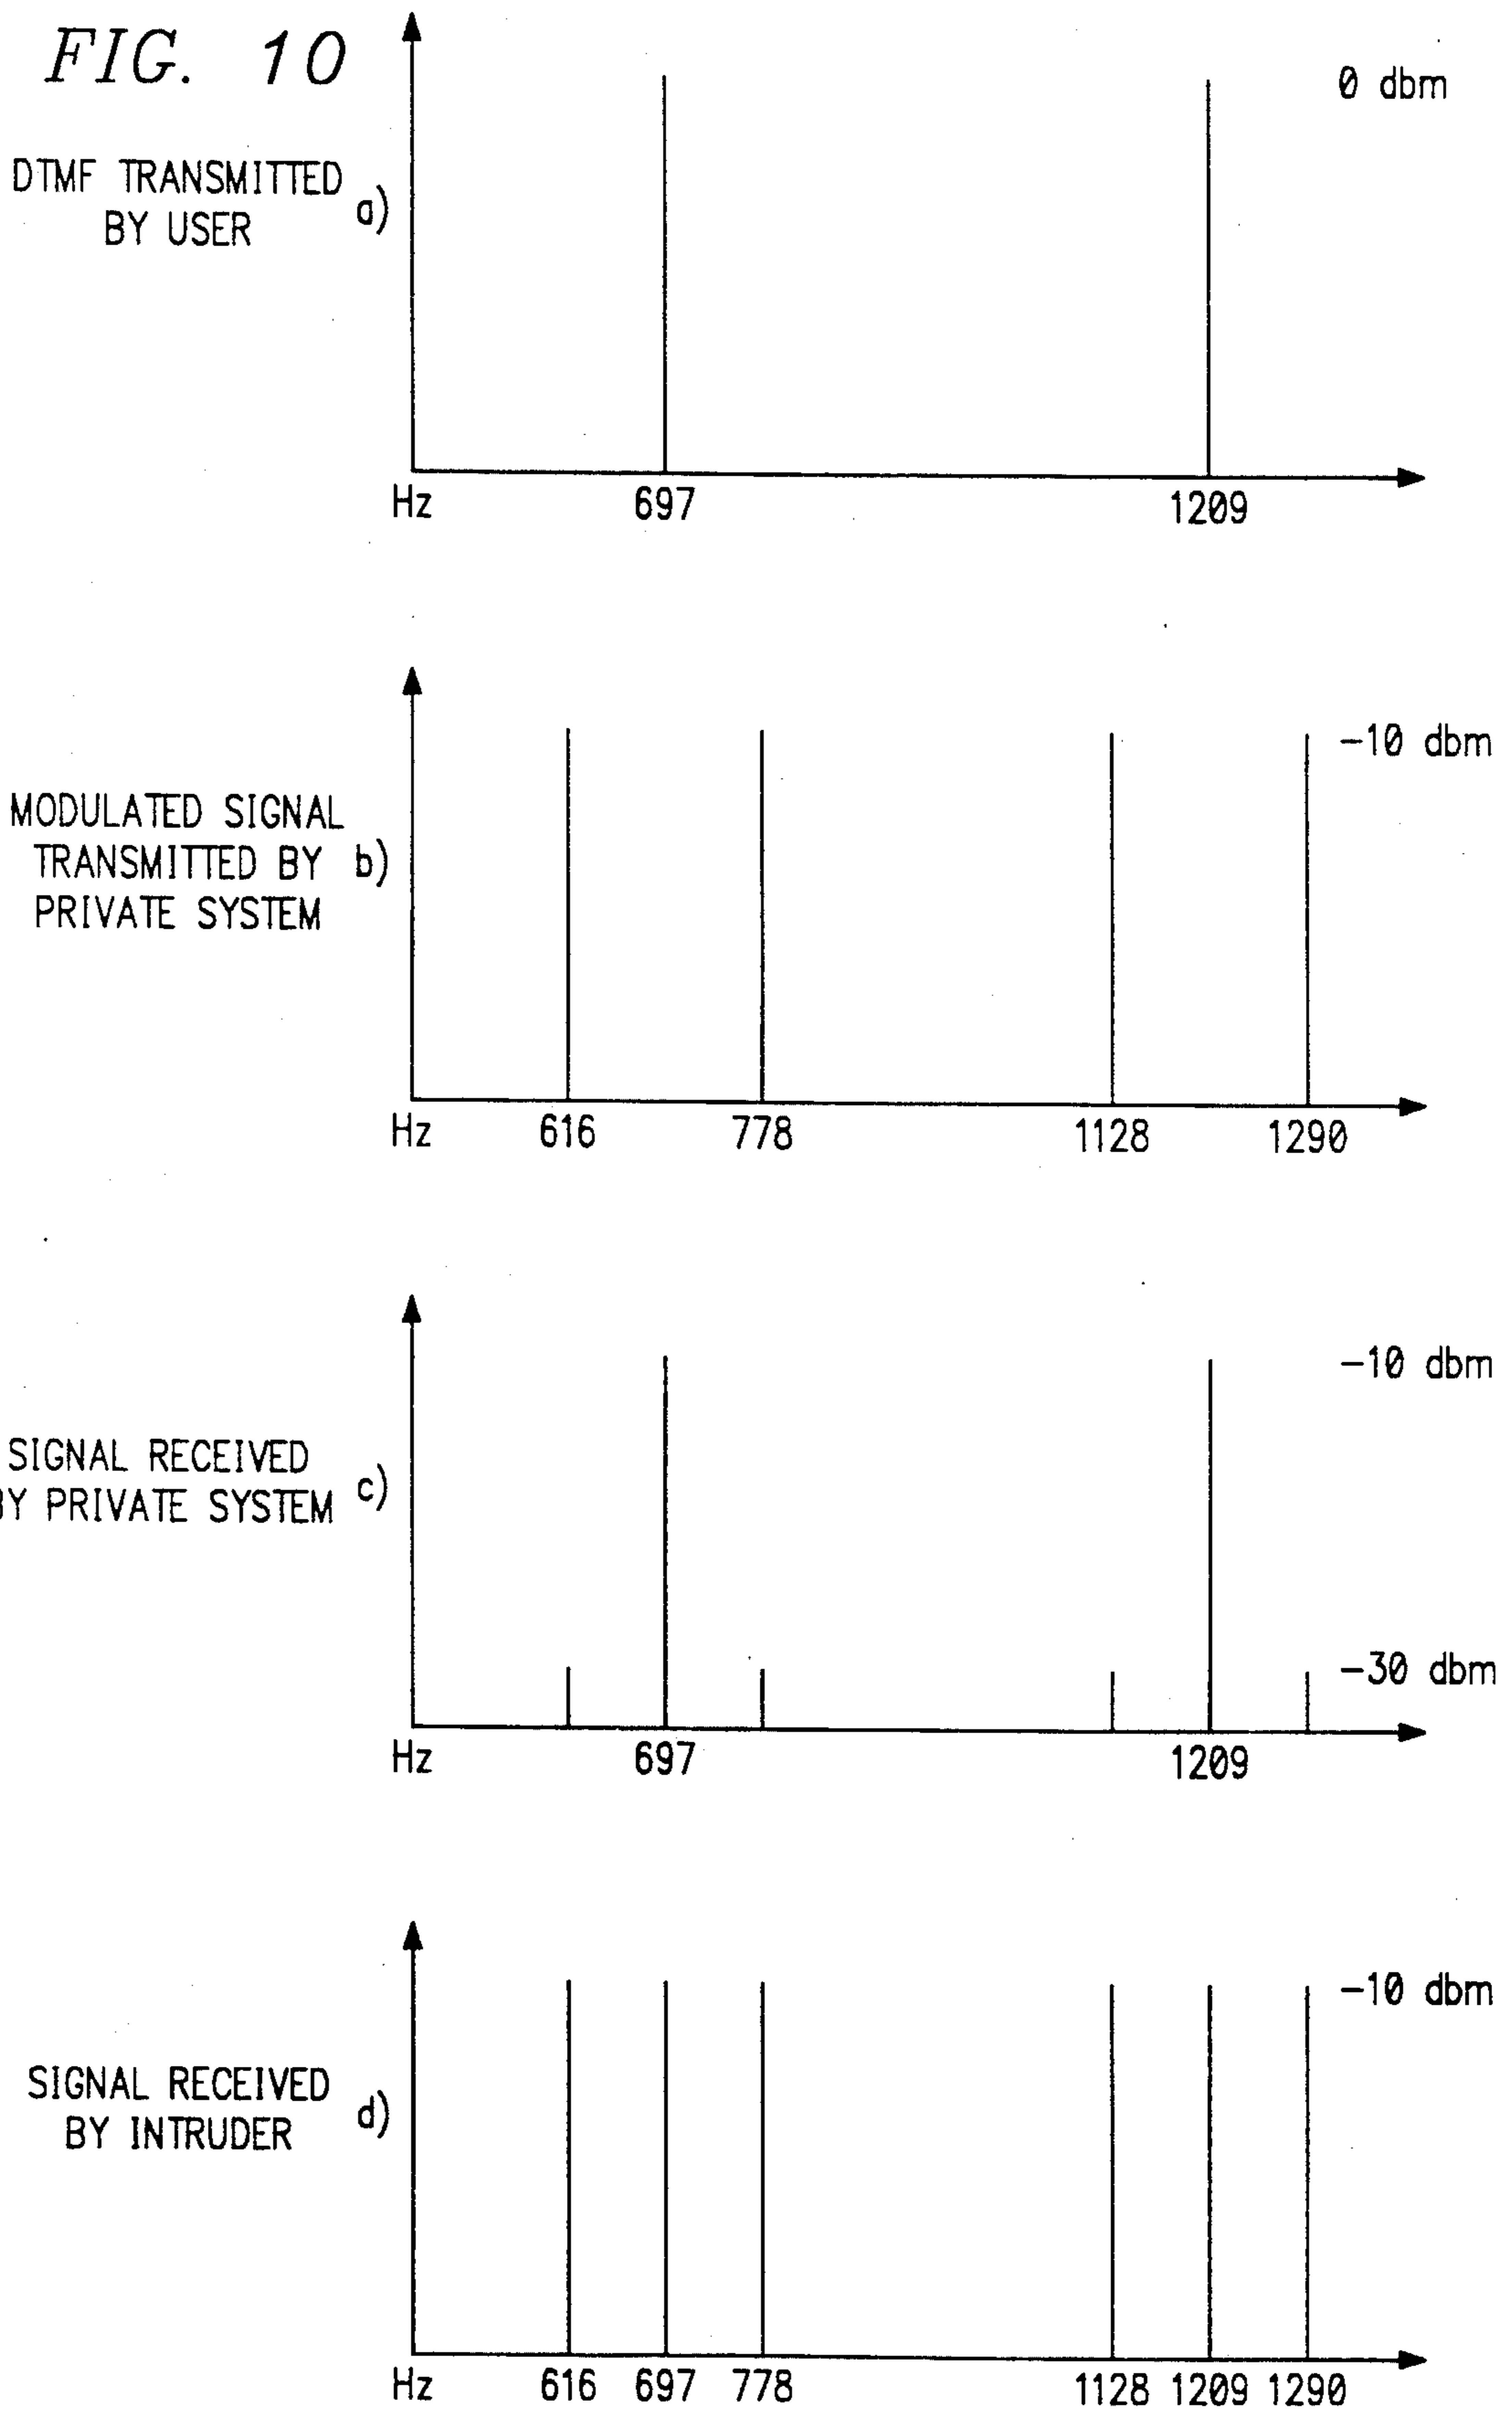 FIG. 10
0 dbm
DTMF TRANSMITTED
BY USER
a)
Hz 697 1209
-10 dbm
MODULATED SIGNAL
TRANSMITTED BY
PRIVATE SYSTEM
b)
Hz 616 778 1128 1290
-10 dbm
SIGNAL RECEIVED
BY PRIVATE SYSTEM
c)
-30 dbm
Hz 697 1209
-10 dbm
SIGNAL RECEIVED
BY INTRUDER
d)
Hz 616 697 778 1128 1209 1290